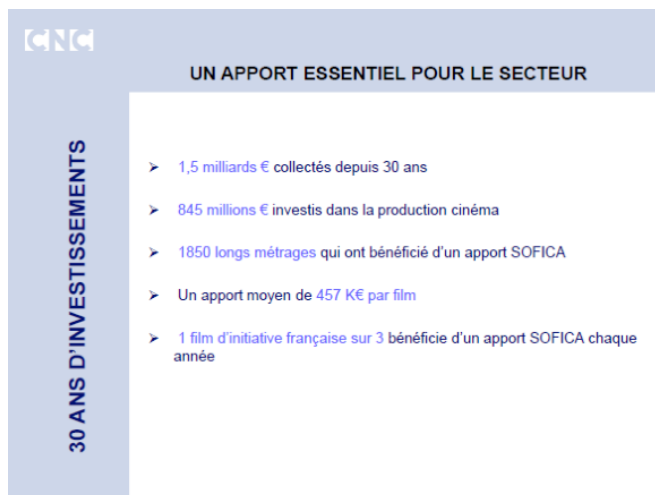 CNC
UN APPORT ESSENTIEL POUR LE SECTEUR
30 ANS D'INVESTISSEMENTS
➢ 1,5 milliards € collectés depuis 30 ans
➢ 845 millions € investis dans la production cinéma
➢ 1850 longs métrages qui ont bénéficié d'un apport SOFICA
➢ Un apport moyen de 457 K€ par film
➢ 1 film d'initiative française sur 3 bénéficie d'un apport SOFICA chaque
année